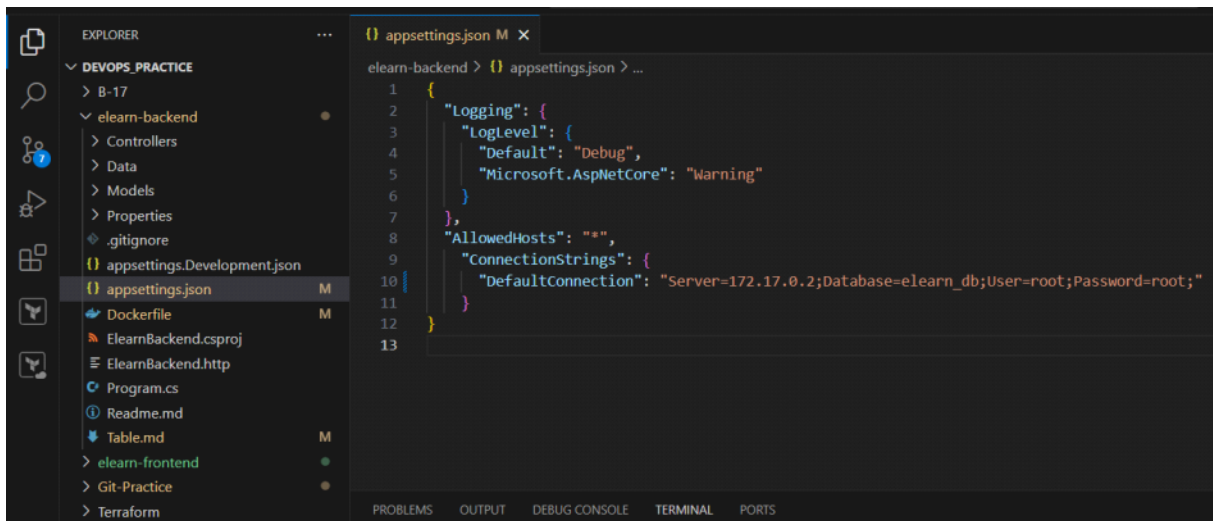 EXPLORER
DEVOPS_PRACTICE
B-17
elearn-backend
Controllers
Data
Models
Properties
.gitignore
appsettings.Development.json
appsettings.json M
Dockerfile M
ElearnBackend.csproj
ElearnBackend.http
Program.cs
Readme.md
Table.md M
elearn-frontend
Git-Practice
Terraform
7
{} appsettings.json M
elearn-backend > {} appsettings.json > ...
1 {
2 "Logging": {
3 "LogLevel": {
4 "Default": "Debug",
5 "Microsoft.AspNetCore": "Warning"
6 }
7 },
8 "AllowedHosts": "*",
9 "ConnectionStrings": {
10 "DefaultConnection": "Server=172.17.0.2;Database=elearn_db;User=root;Password=root;"
11 }
12 }
13
PROBLEMS OUTPUT DEBUG CONSOLE TERMINAL PORTS